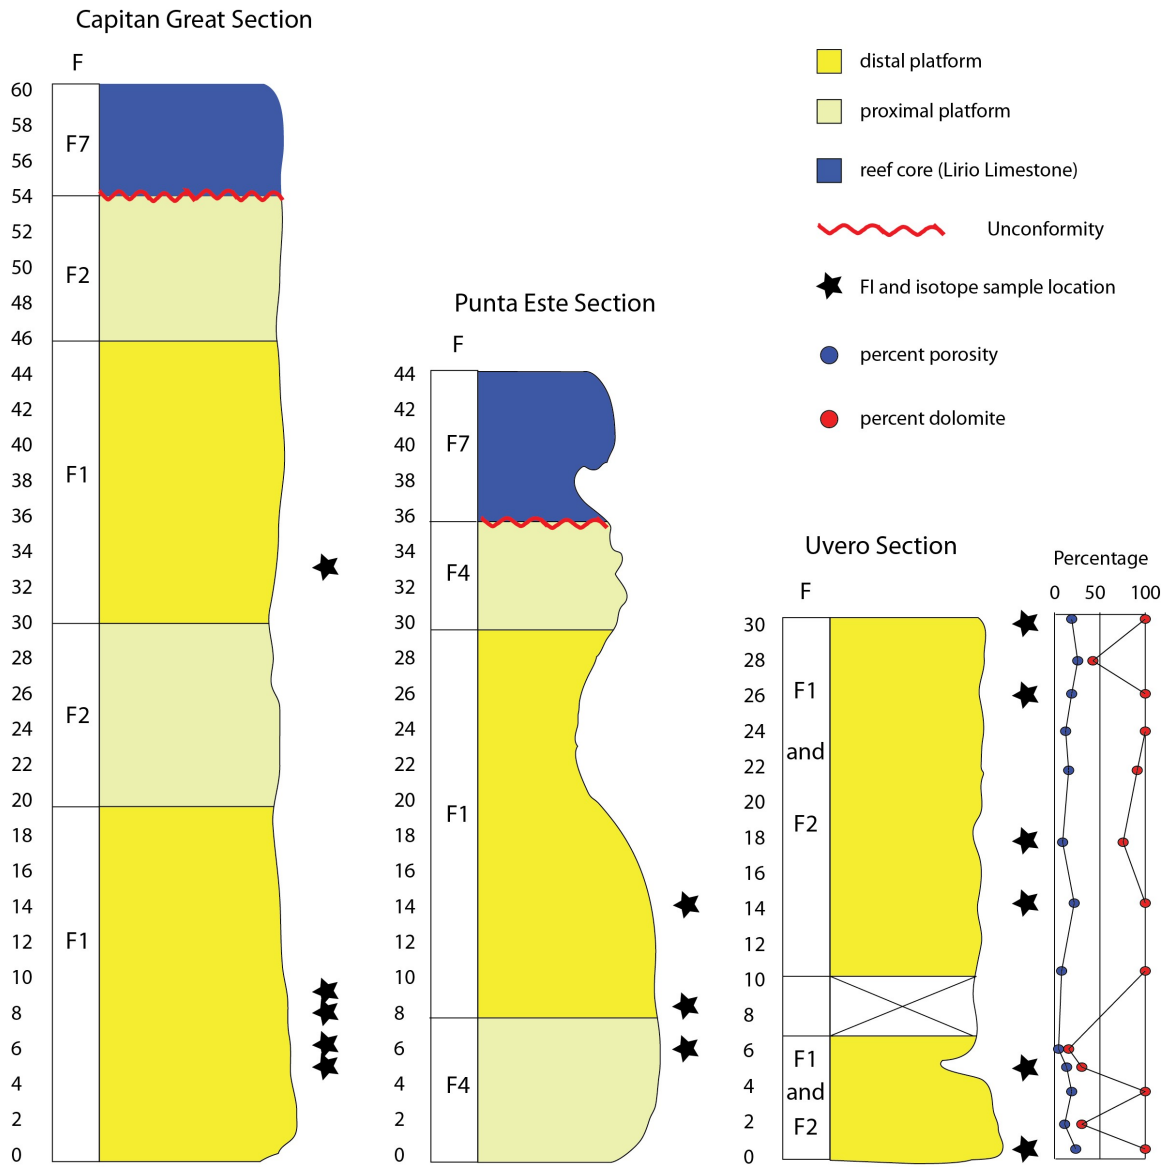 Capitan Great Section
F
60
58
56
54
52
50
48
46
44
42
40
38
36
34
32
30
28
26
24
22
20
18
16
14
12
10
8
6
4
2
0
F7
F2
F1
F2
F1
Punta Este Section
F
44
42
40
38
36
34
32
30
28
26
24
22
20
18
16
14
12
10
8
6
4
2
0
F7
F4
F1
F4
distal platform
proximal platform
reef core (Lirio Limestone)
Unconformity
FI and isotope sample location
percent porosity
percent dolomite
Uvero Section
F
30
28
26
24
22
20
18
16
14
12
10
8
6
4
2
0
F1
and
F2
F1
and
F2
Percentage
0 50 100